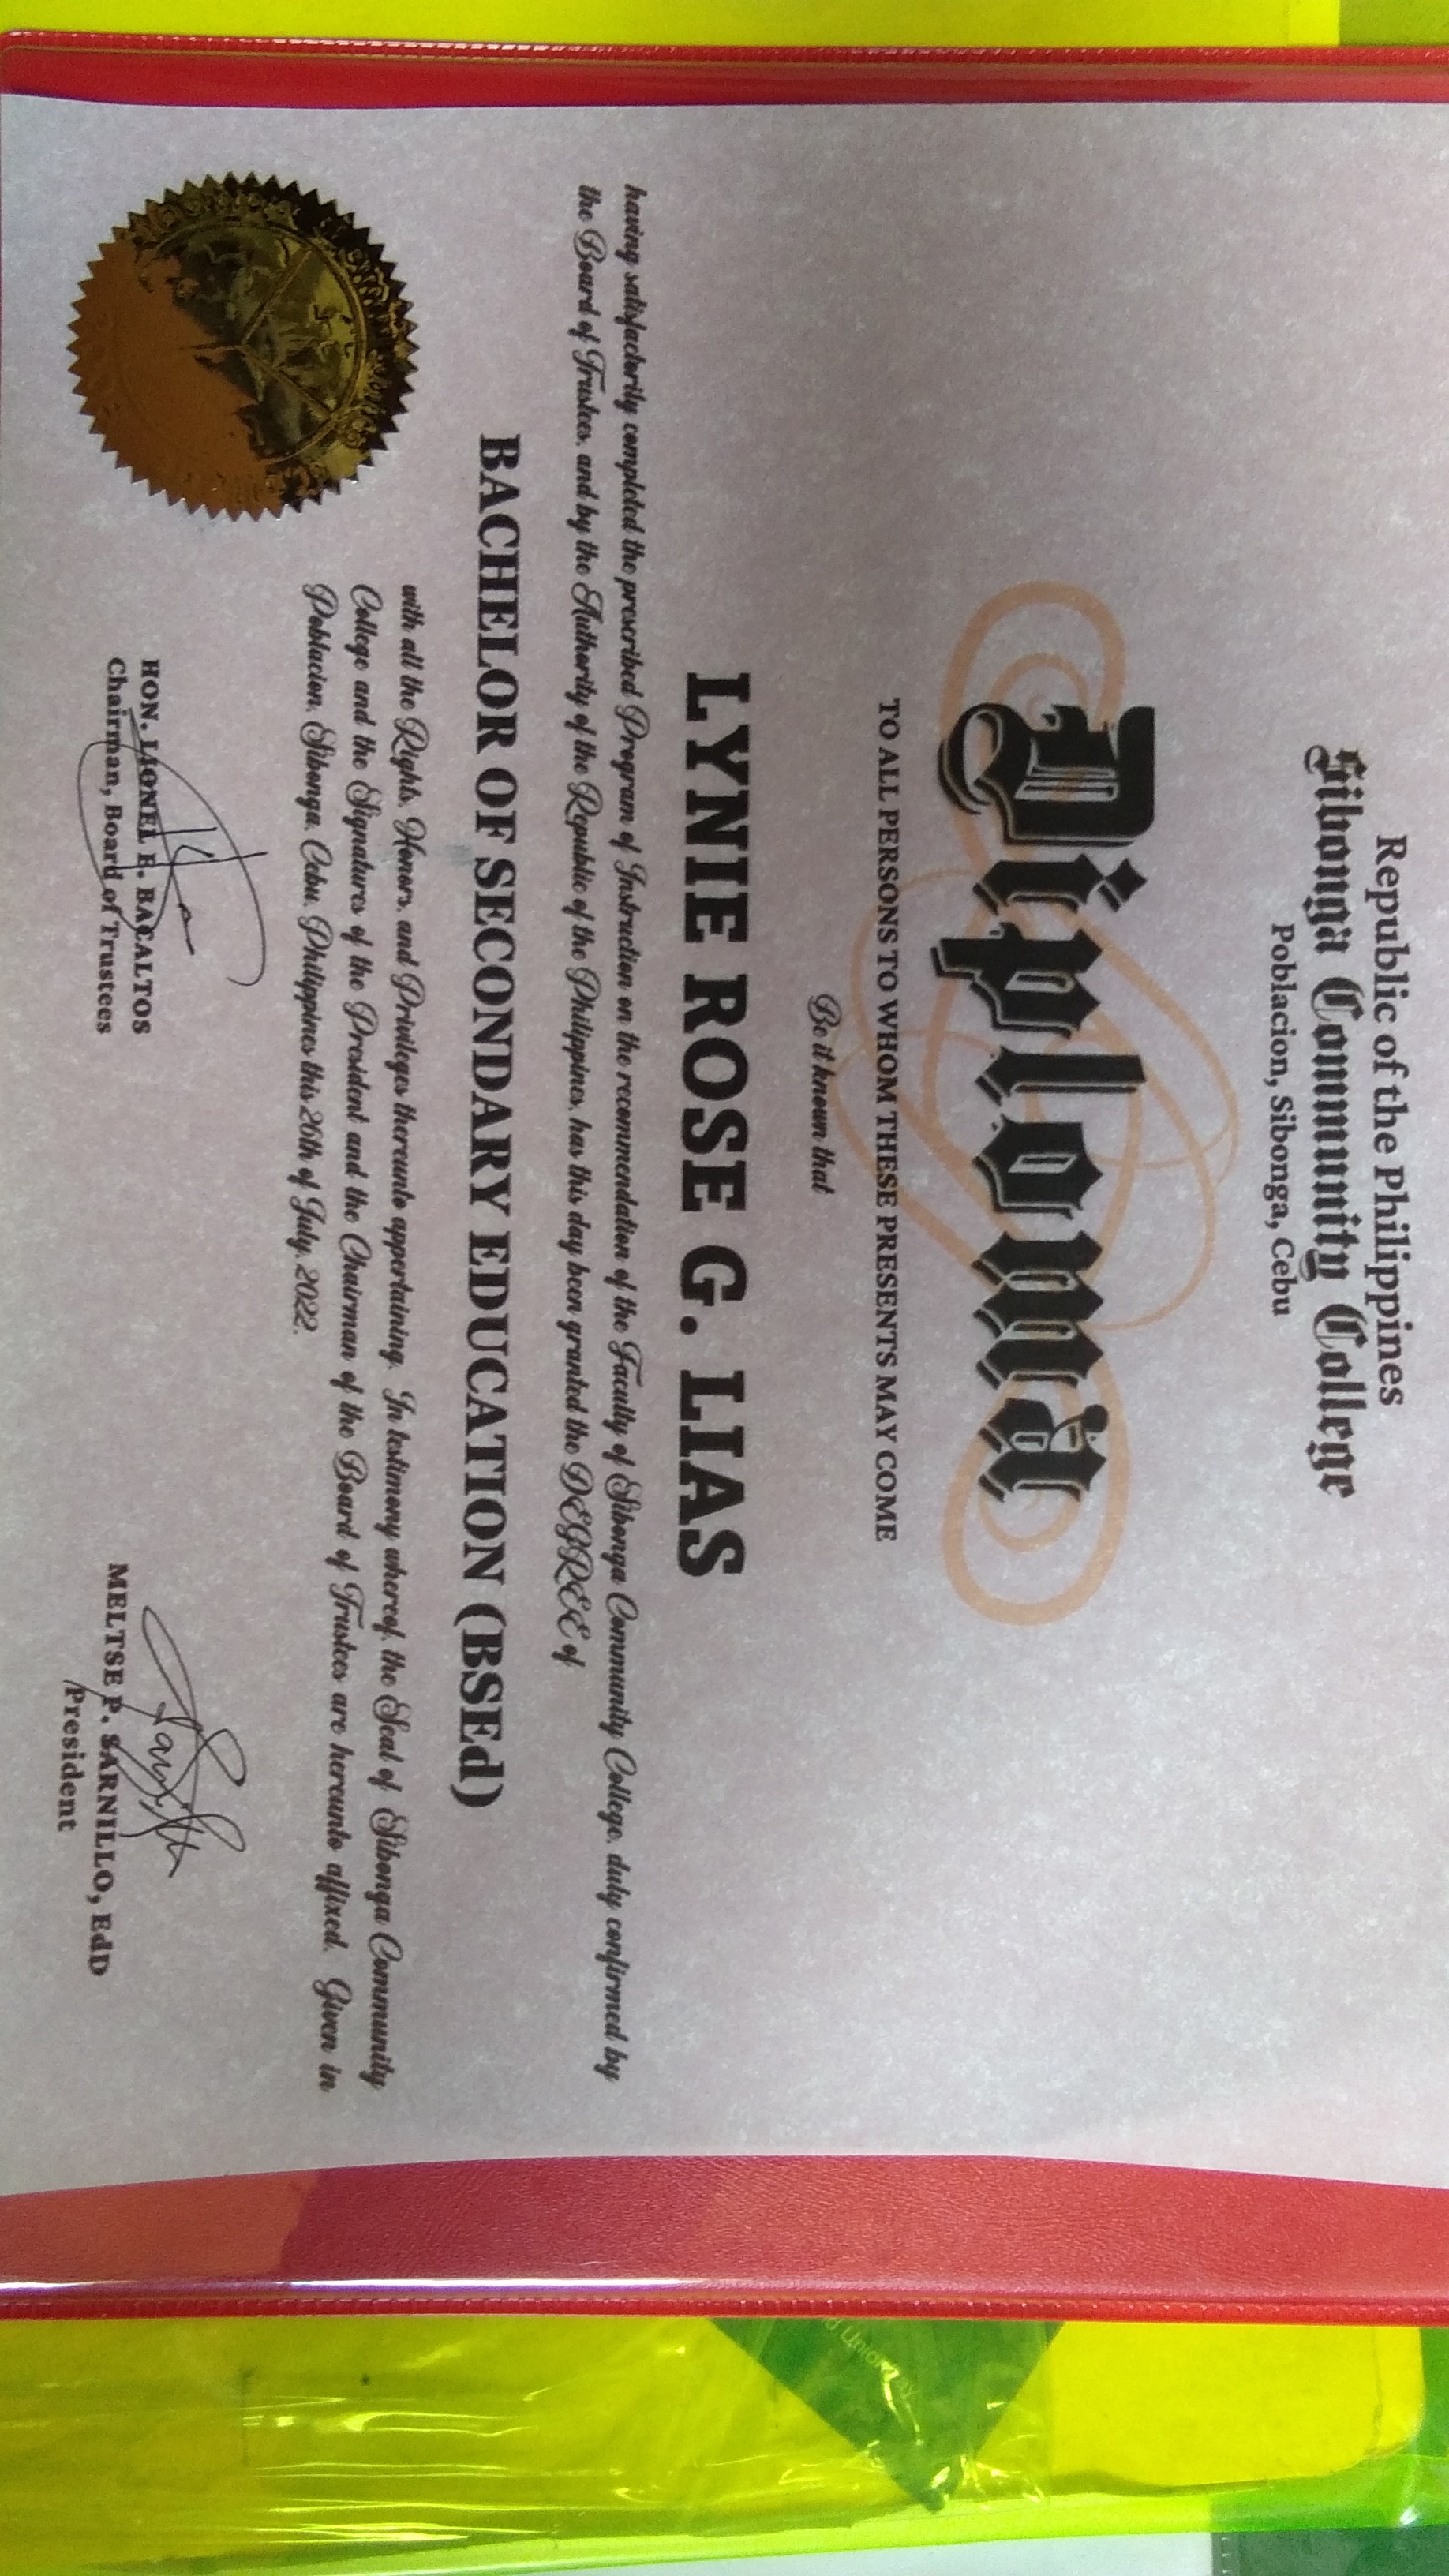 Republic of the Philippines
Sibonga Community College
Poblacion, Sibonga, Cebu
Diploma
TO ALL PERSONS TO WHOM THESE PRESENTS MAY COME
Be it known that
LYNIE ROSE G. LIAS
having satisfactorily completed the prescribed Program of Instruction on the recommendation of the Faculty of Sibonga Community College, duly confirmed by
the Board of Trustees, and by the Authority of the Republic of the Philippines, has this day been granted the DEGREE of
BACHELOR OF SECONDARY EDUCATION (BSEd)
with all the Rights, Honors, and Privileges thereunto appertaining. In testimony whereof, the Seal of Sibonga Community
College and the Signatures of the President and the Chairman of the Board of Trustees are hereunto affixed. Given in
Poblacion, Sibonga, Cebu, Philippines this 26th of July, 2022.
HON. LIONEL E. BACALTOS
Chairman, Board of Trustees
MELTSE P. SARNILLO, EdD
President